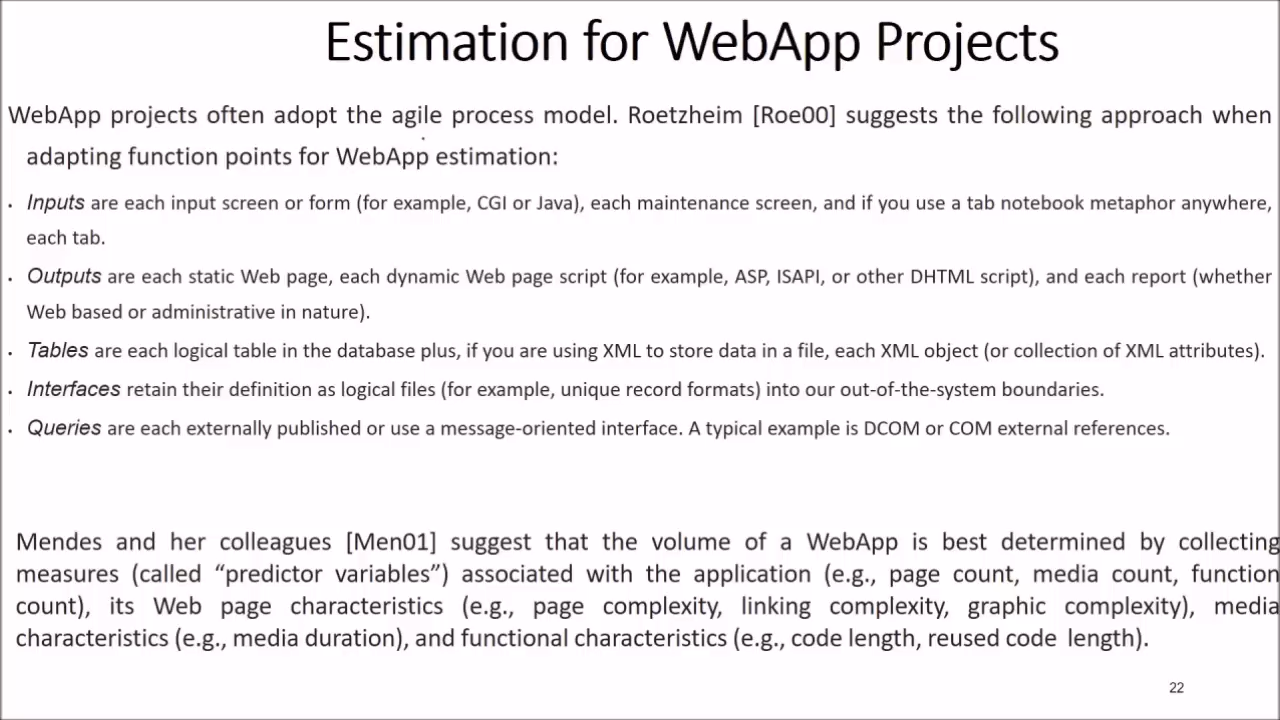 Estimation for WebApp Projects
WebApp projects often adopt the agile process model. Roetzheim [Roe00] suggests the following approach when
adapting function points for WebApp estimation:
• Inputs are each input screen or form (for example, CGI or Java), each maintenance screen, and if you use a tab notebook metaphor anywhere,
each tab.
• Outputs are each static Web page, each dynamic Web page script (for example, ASP, ISAPI, or other DHTML script), and each report (whether
Web based or administrative in nature).
• Tables are each logical table in the database plus, if you are using XML to store data in a file, each XML object (or collection of XML attributes).
• Interfaces retain their definition as logical files (for example, unique record formats) into our out-of-the-system boundaries.
• Queries are each externally published or use a message-oriented interface. A typical example is DCOM or COM external references.
Mendes and her colleagues [Men01] suggest that the volume of a WebApp is best determined by collecting
measures (called “predictor variables”) associated with the application (e.g., page count, media count, function
count), its Web page characteristics (e.g., page complexity, linking complexity, graphic complexity), media
characteristics (e.g., media duration), and functional characteristics (e.g., code length, reused code length).
22